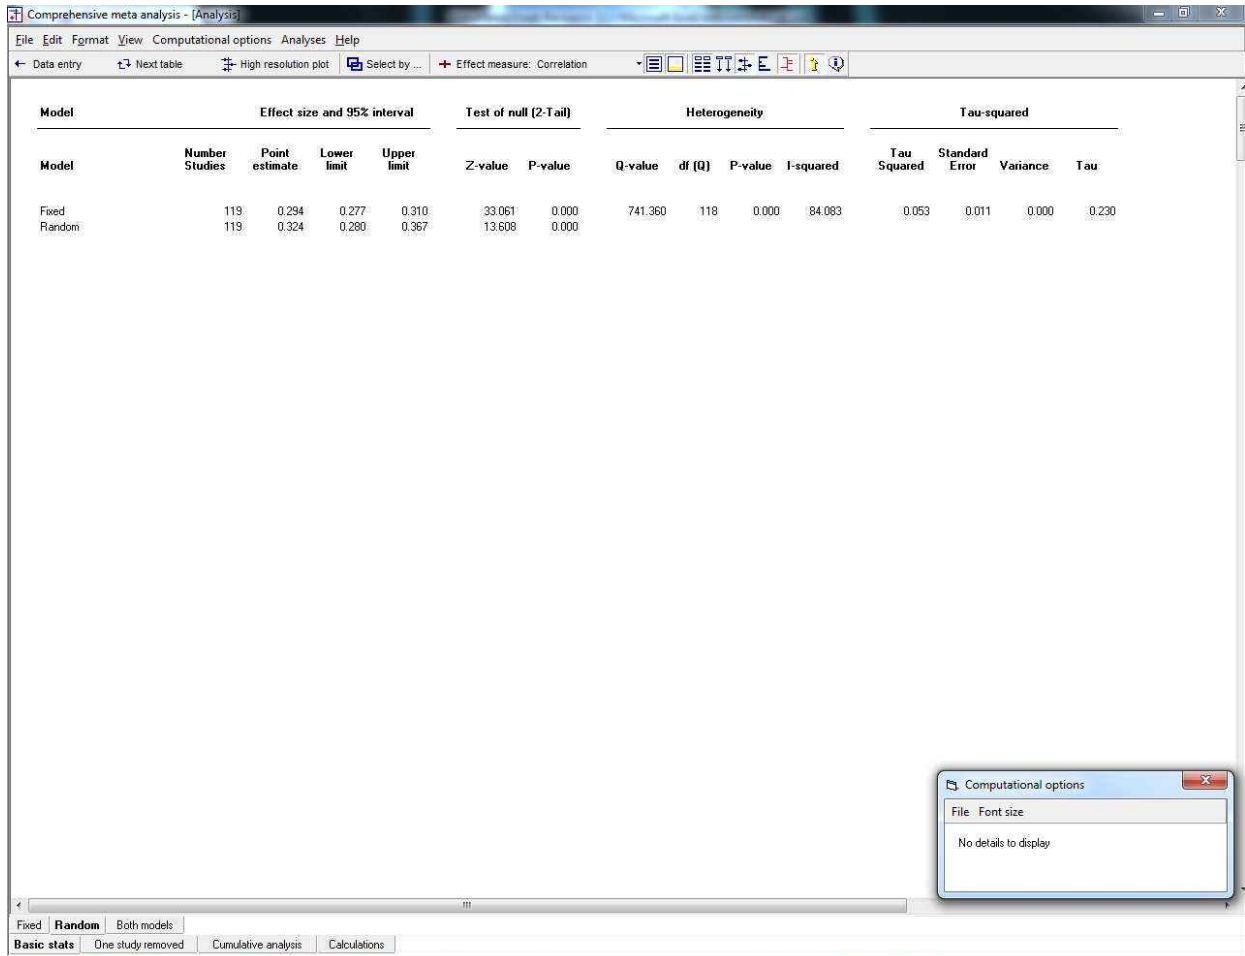 Comprehensive meta analysis - [Analysis]
File Edit Format View Computational options Analyses Help
← Data entry Next table High resolution plot Select by ... + Effect measure: Correlation
Model Effect size and 95% interval Test of null (2-Tail) Heterogeneity Tau-squared
Model Number Studies Point estimate Lower limit Upper limit Z-value P-value Q-value df (Q) P-value I-squared Tau Squared Standard Error Variance Tau
Fixed 119 0.294 0.277 0.310 33.061 0.000 741.360 118 0.000 84.083 0.053 0.011 0.000 0.230
Random 119 0.324 0.280 0.367 13.608 0.000
Computational options
File Font size
No details to display
Fixed Random Both models
Basic stats One study removed Cumulative analysis Calculations